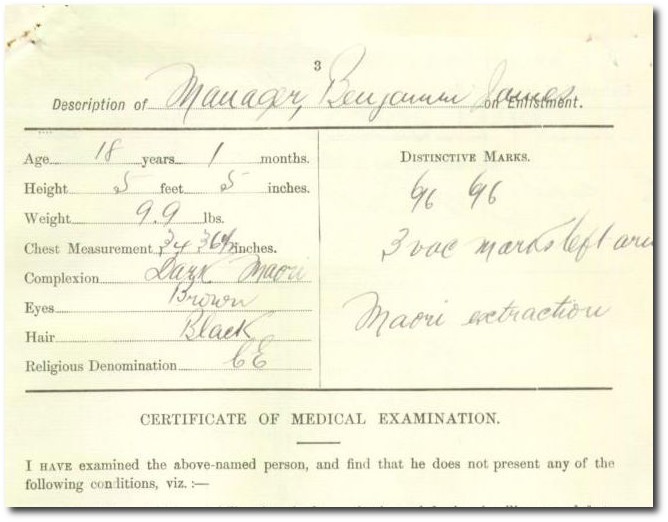 3
Description of Manager, Benjamin James on Enlistment.
Age 18 years 1 months.
Height 5 feet 5 inches.
Weight 9.9 lbs.
Chest Measurement 34, 36½ inches.
Complexion Dark Maori
Eyes Brown
Hair Black
Religious Denomination CE
DISTINCTIVE MARKS.
6/6 6/6
3 vac marks left arm
Maori extraction
CERTIFICATE OF MEDICAL EXAMINATION.
I HAVE examined the above-named person, and find that he does not present any of the
following conditions, viz. :—